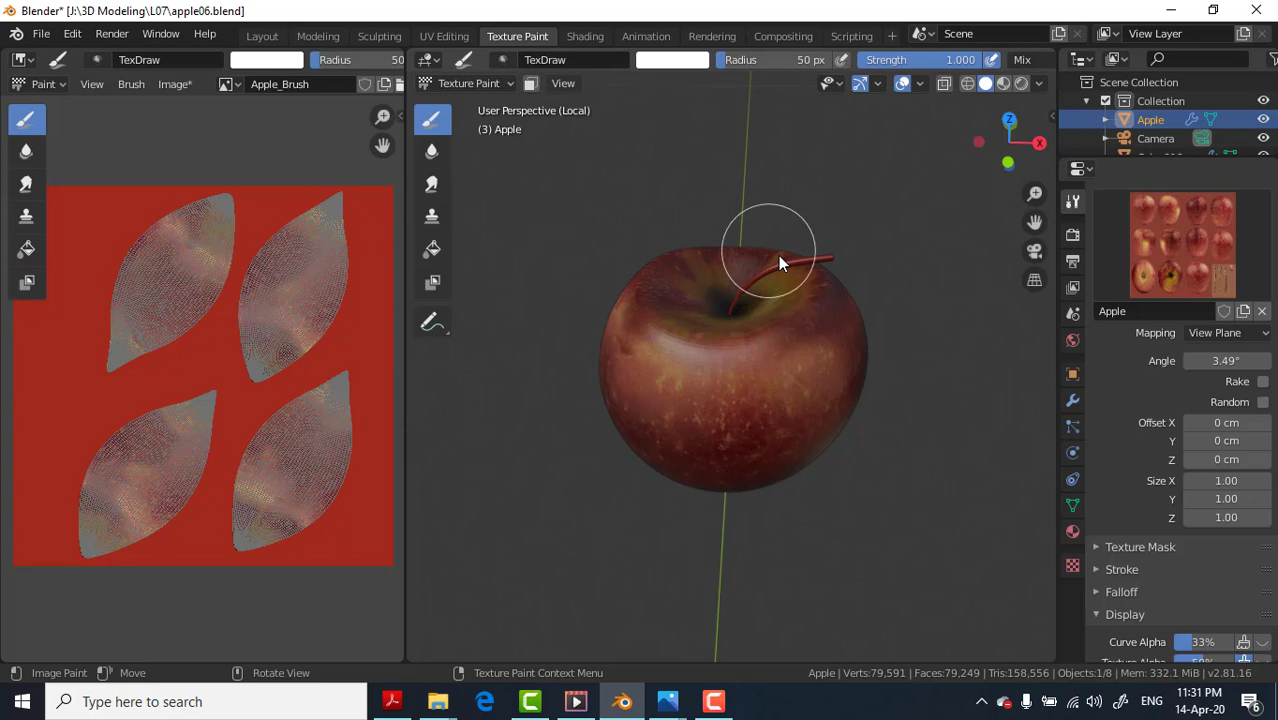 Blender* [J:\3D Modeling\L07\apple06.blend]
File Edit Render Window Help Layout Modeling Sculpting UV Editing Texture Paint Shading Animation Rendering Compositing Scripting Scene View Layer
TexDraw Radius 50 TexDraw Radius 50 px Strength 1.000 Mix
Paint View Brush Image* Apple_Brush Texture Paint View
Scene Collection
Collection
Apple
Camera
User Perspective (Local)
(3) Apple
Z
X
Apple
Mapping View Plane
Angle 3.49°
Rake
Random
Offset X 0 cm
Y 0 cm
Z 0 cm
Size X 1.00
Y 1.00
Z 1.00
Texture Mask
Stroke
Falloff
Display
Curve Alpha 33%
Image Paint Move Rotate View Texture Paint Context Menu Apple | Verts:79,591 | Faces:79,249 | Tris:158,556 | Objects:1/8 | Mem: 332.1 MiB | v2.81.16
Type here to search
ENG
11:31 PM
14-Apr-20
6